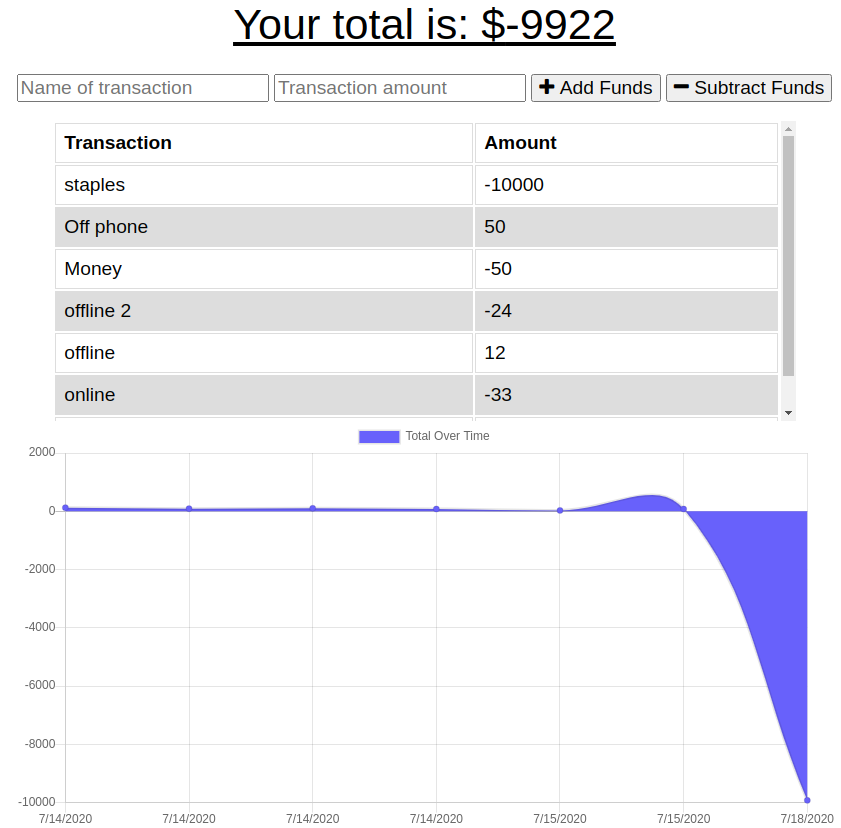 Your total is: $-9922
Name of transaction Transaction amount Add Funds Subtract Funds
Transaction Amount
staples -10000
Off phone 50
Money -50
offline 2 -24
offline 12
online -33
Total Over Time
2000
0
-2000
-4000
-6000
-8000
-10000
7/14/2020 7/14/2020 7/14/2020 7/14/2020 7/15/2020 7/15/2020 7/18/2020